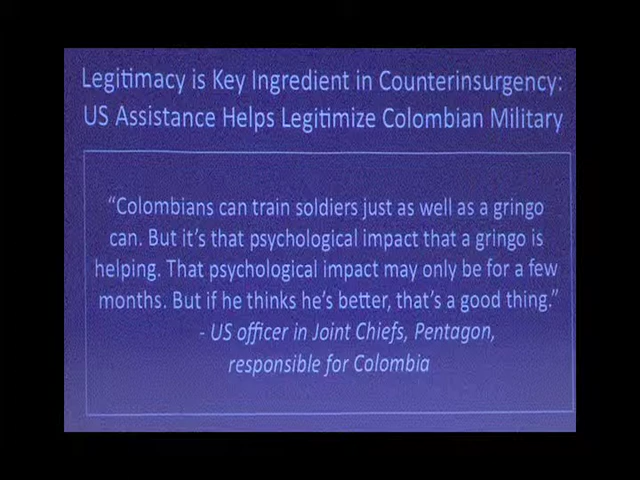 Legitimacy is Key Ingredient in Counterinsurgency:
US Assistance Helps Legitimize Colombian Military
“Colombians can train soldiers just as well as a gringo
can. But it’s that psychological impact that a gringo is
helping. That psychological impact may only be for a few
months. But if he thinks he’s better, that’s a good thing.”
- US officer in Joint Chiefs, Pentagon,
responsible for Colombia